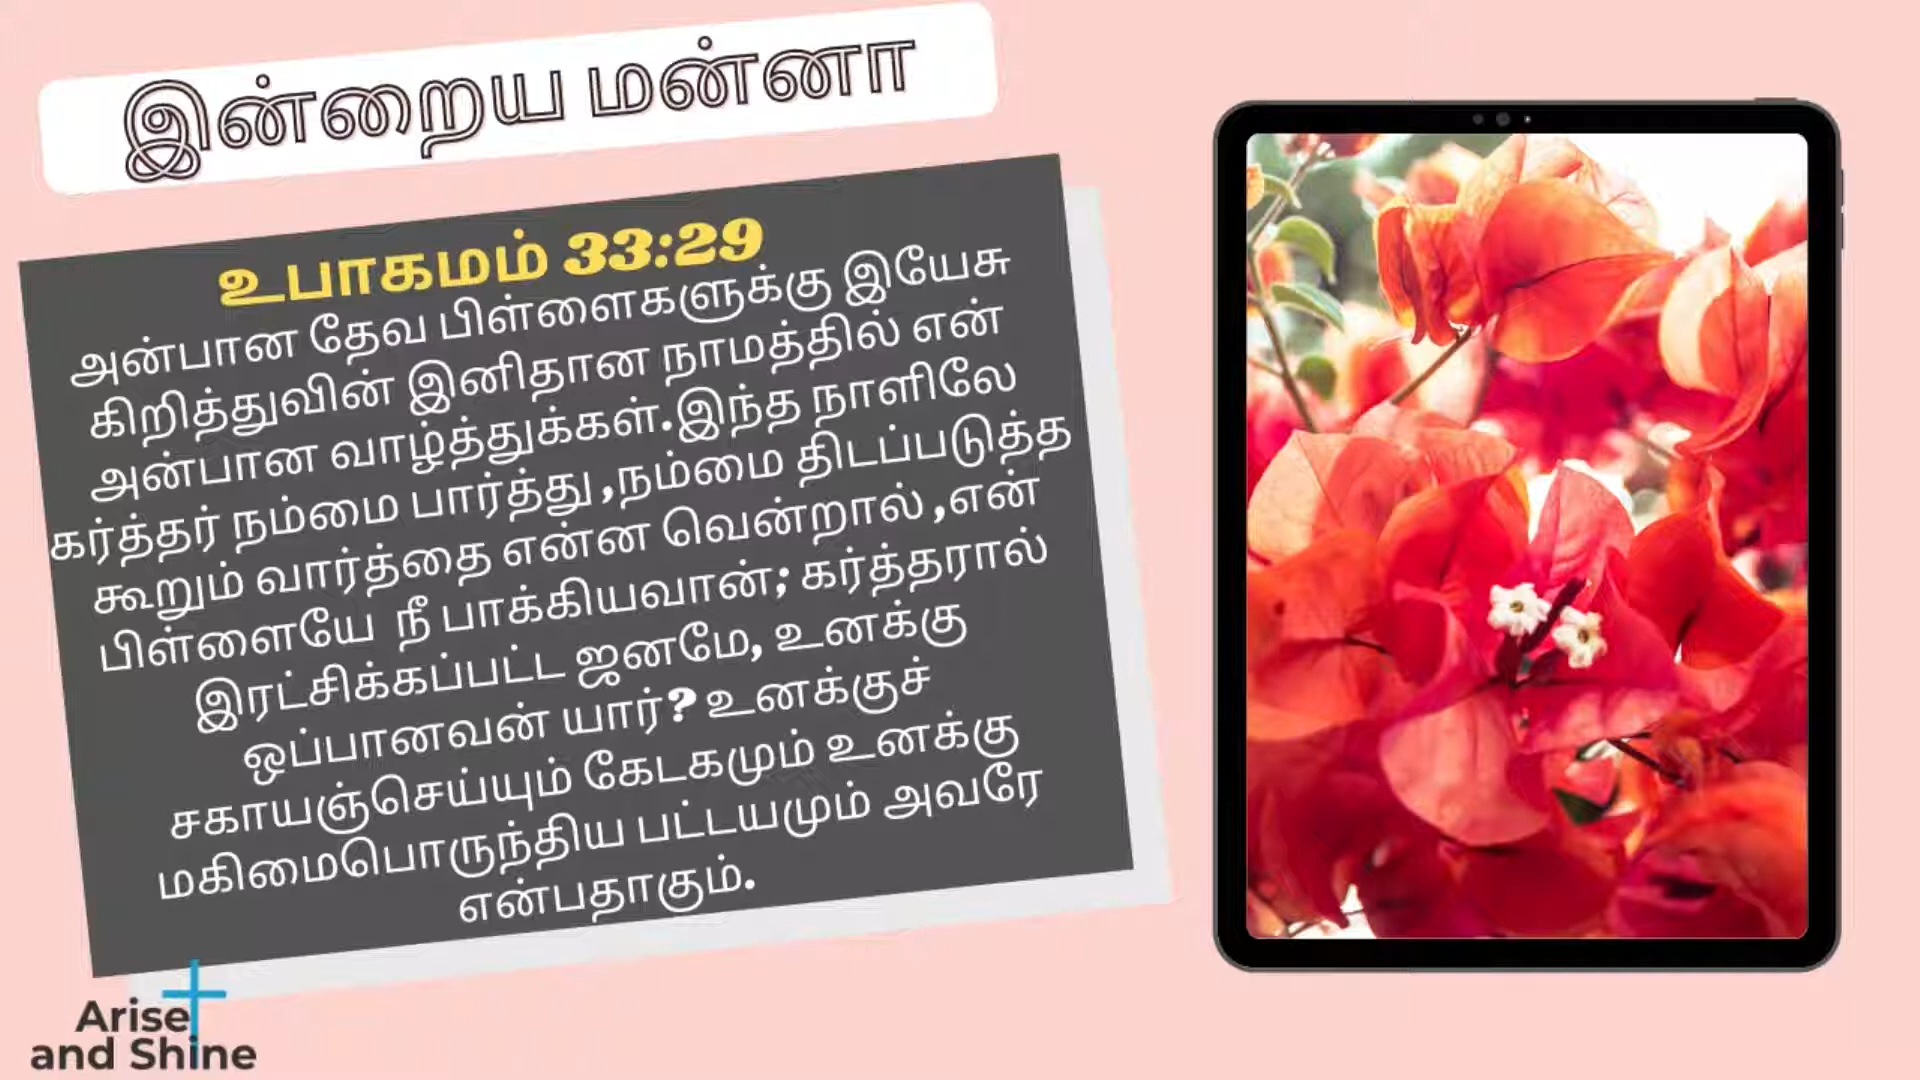 இன்றைய மன்னா
உபாகமம் 33:29
அன்பான தேவ பிள்ளைகளுக்கு இயேசு
கிறித்துவின் இனிதான நாமத்தில் என்
அன்பான வாழ்த்துக்கள்.இந்த நாளிலே
கர்த்தர் நம்மை பார்த்து ,நம்மை திடப்படுத்த
கூறும் வார்த்தை என்ன வென்றால் ,என்
பிள்ளையே நீ பாக்கியவான்; கர்த்தரால்
இரட்சிக்கப்பட்ட ஜனமே, உனக்கு
ஒப்பானவன் யார்? உனக்குச்
சகாயஞ்செய்யும் கேடகமும் உனக்கு
மகிமைபொருந்திய பட்டயமும் அவரே
என்பதாகும்.
Arise
and Shine